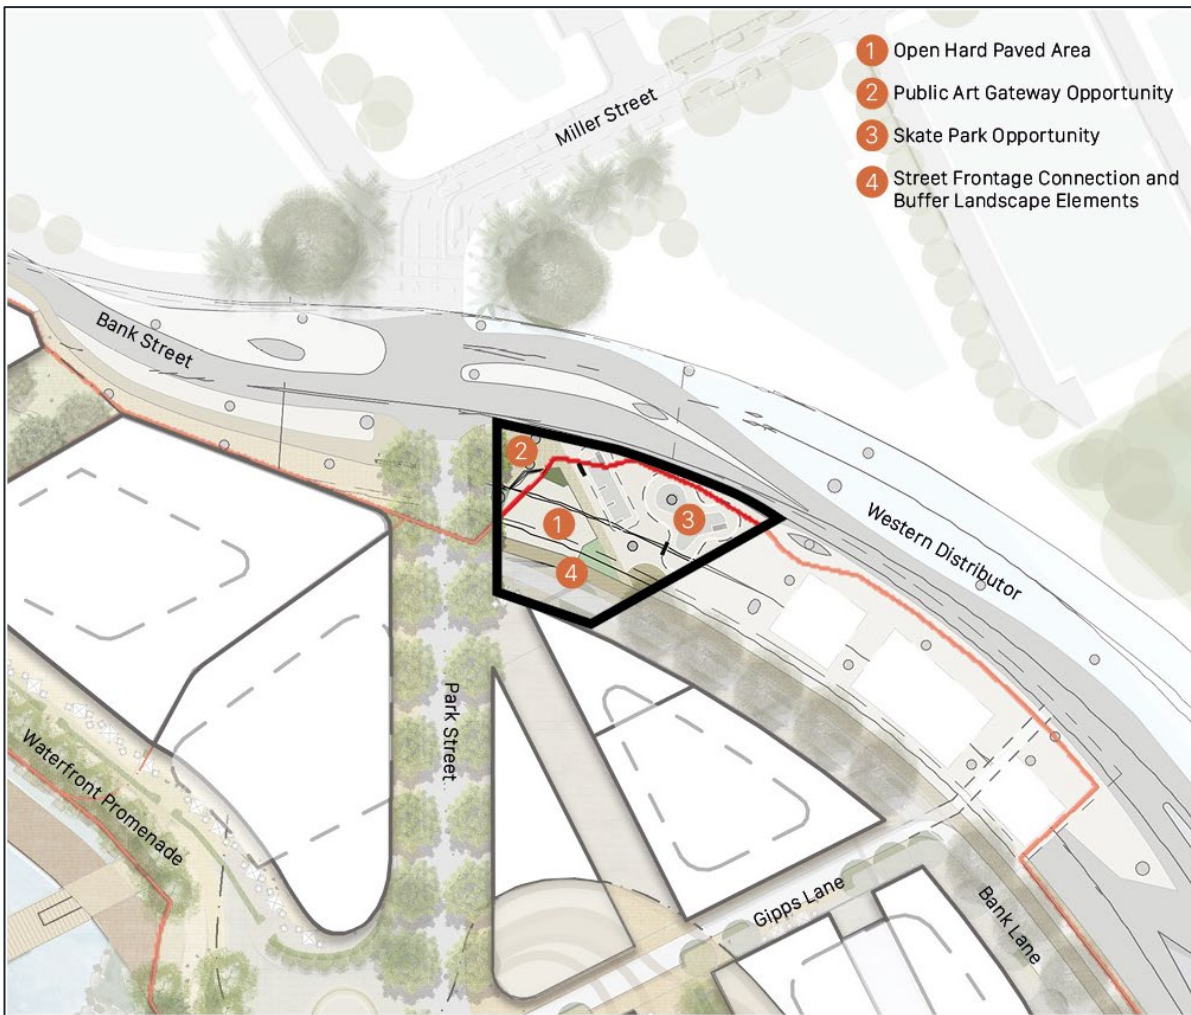 1 Open Hard Paved Area
2 Public Art Gateway Opportunity
3 Skate Park Opportunity
4 Street Frontage Connection and
Buffer Landscape Elements
Miller Street
Bank Street
2
1
3
4
Western Distributor
Park Street
Waterfront Promenade
Gipps Lane
Bank Lane